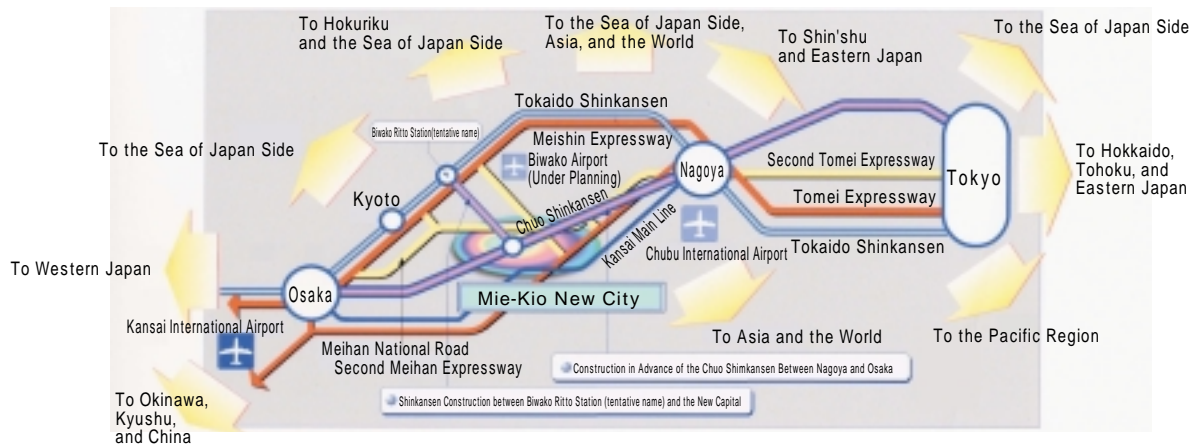 To Hokuriku
and the Sea of Japan Side
To the Sea of Japan Side,
Asia, and the World
To Shin'shu
and Eastern Japan
To the Sea of Japan Side
Tokaido Shinkansen
Biwako Ritto Station(tentative name)
Meishin Expressway
To the Sea of Japan Side
Biwako Airport
(Under Planning)
Nagoya
Second Tomei Expressway
Tokyo
To Hokkaido,
Tohoku, and
Eastern Japan
Kyoto
Tomei Expressway
Chuo Shinkansen
Kansai Main Line
Chubu International Airport
Tokaido Shinkansen
To Western Japan
Osaka
Mie-Kio New City
Kansai International Airport
To Asia and the World
To the Pacific Region
Meihan National Road
Second Meihan Expressway
Construction in Advance of the Chuo Shimkansen Between Nagoya and Osaka
Shinkansen Construction between Biwako Ritto Station (tentative name) and the New Capital
To Okinawa,
Kyushu,
and China